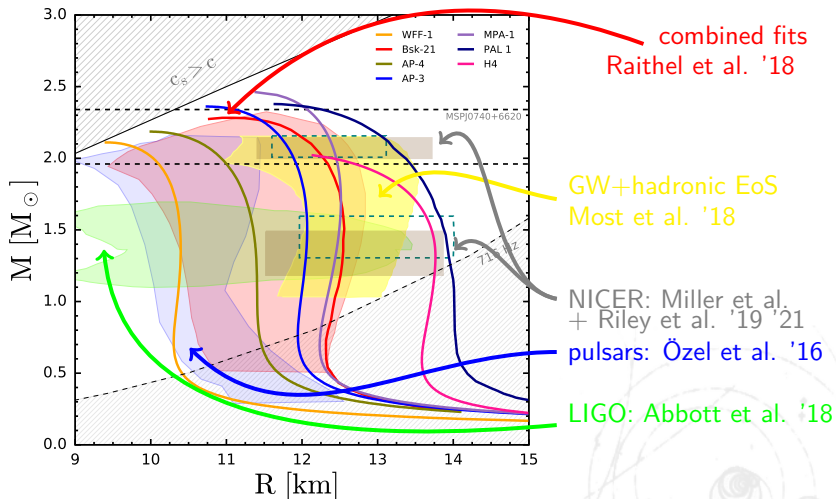 3.0
2.5
2.0
1.5
1.0
0.5
0.0
M [M⊙]
9
10
11
12
13
14
15
R [km]
c_s > c
WFF-1
Bsk-21
AP-4
AP-3
MPA-1
PAL 1
H4
MSPJ0740+6620
716 Hz
combined fits
Raithel et al. '18
GW+hadronic EoS
Most et al. '18
NICER: Miller et al.
+ Riley et al. '19 '21
pulsars: Özel et al. '16
LIGO: Abbott et al. '18